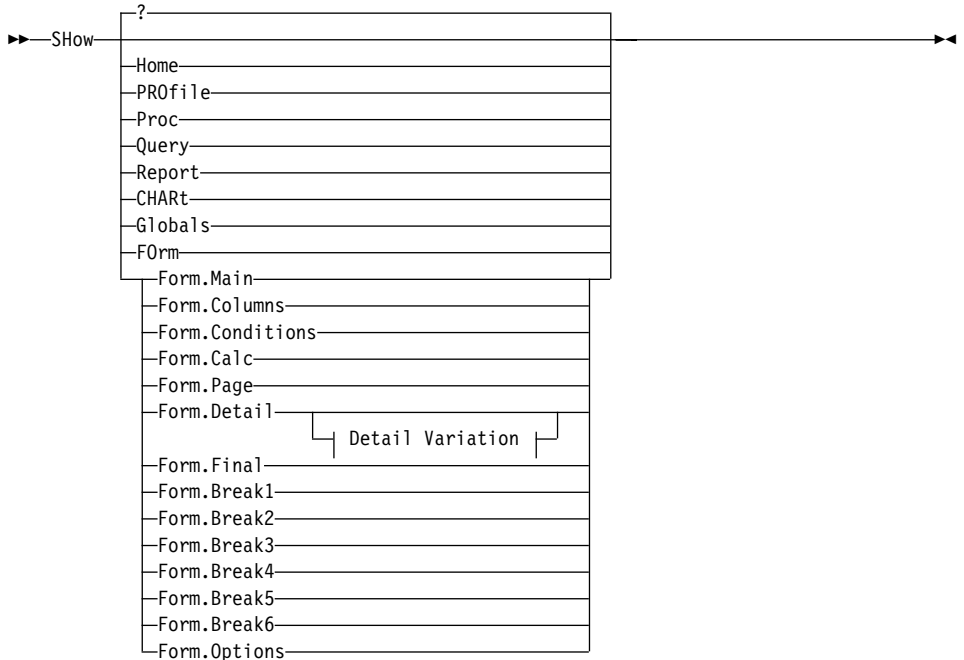 ?
SHow
Home
PROfile
Proc
Query
Report
CHARt
Globals
FOrm
Form.Main
Form.Columns
Form.Conditions
Form.Calc
Form.Page
Form.Detail
Detail Variation
Form.Final
Form.Break1
Form.Break2
Form.Break3
Form.Break4
Form.Break5
Form.Break6
Form.Options